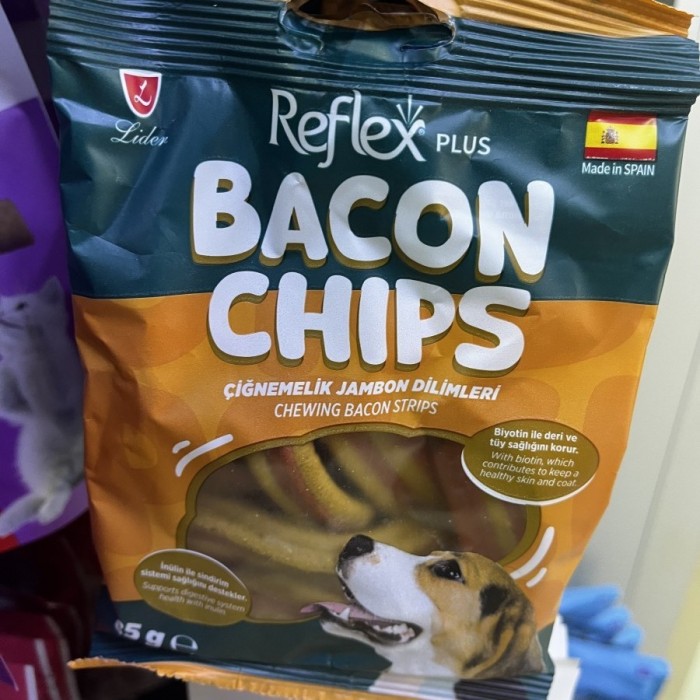 Lider
Reflex PLUS
Made in SPAIN
BACON
CHIPS
ÇİĞNEMELİK JAMBON DİLİMLERİ
CHEWING BACON STRIPS
Biyotin ile deri ve
tüy sağlığını korur.
With biotin, which
contributes to keep a
healthy skin and coat.
İnülin ile sindirim
sistemi sağlığını destekler.
Supports digestive system
health with inulin.
85 g ℮